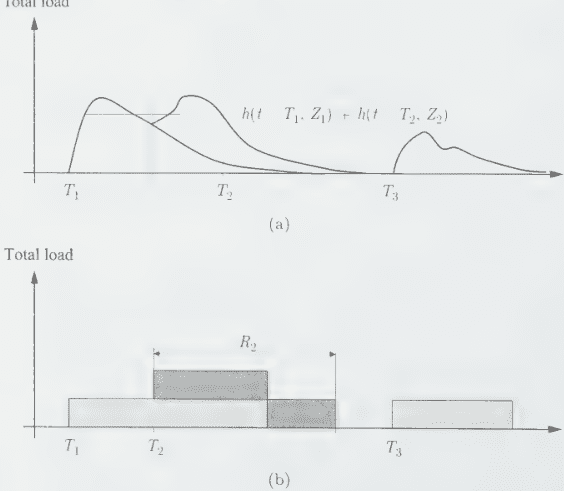 Total load
h(t T₁, Z₁) + h(t T₂, Z₂)
T₁ T₂ T₃
(a)
Total load
R₂
T₁ T₂ T₃
(b)